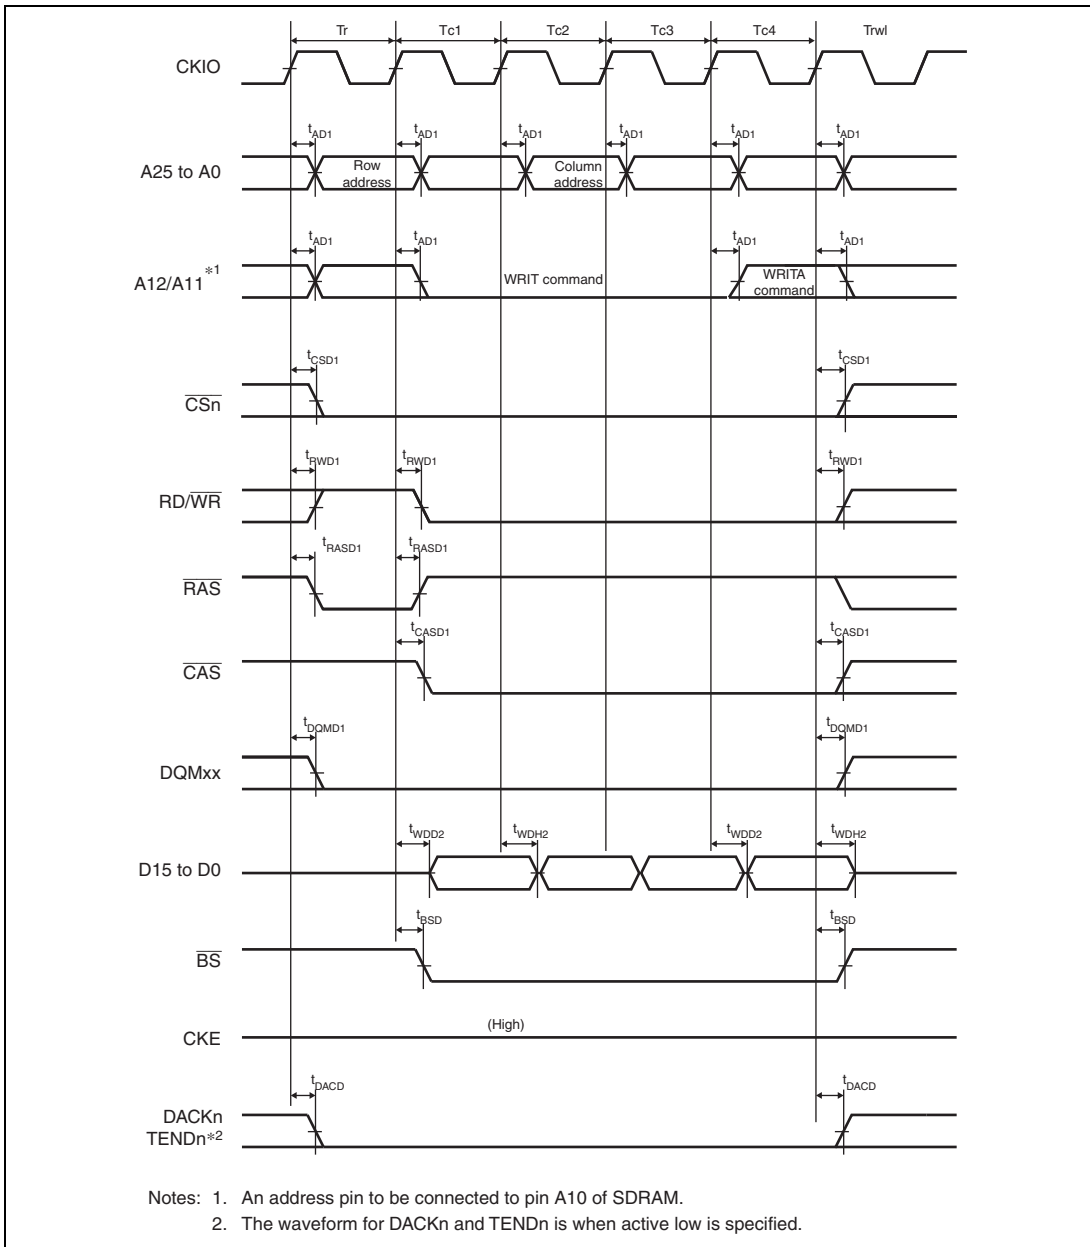 Tr Tc1 Tc2 Tc3 Tc4 Trwl
CKIO
tAD1 tAD1 tAD1 tAD1 tAD1 tAD1
A25 to A0 Row address Column address
tAD1 tAD1 tAD1 tAD1
A12/A11*1 WRIT command WRITA command
tCSD1 tCSD1
CSn
tRWD1 tRWD1 tRWD1
RD/WR
tRASD1 tRASD1
RAS
tCASD1 tCASD1
CAS
tDQMD1 tDQMD1
DQMxx
tWDD2 tWDH2 tWDD2 tWDH2
D15 to D0
tBSD tBSD
BS
(High)
CKE
tDACD tDACD
DACKn
TENDn*2
Notes: 1. An address pin to be connected to pin A10 of SDRAM.
2. The waveform for DACKn and TENDn is when active low is specified.